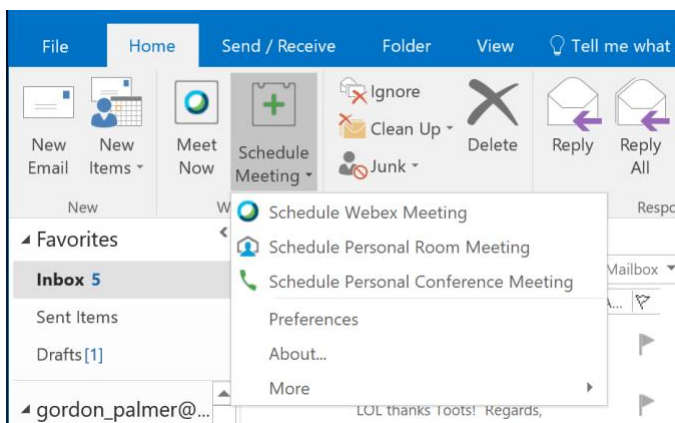 File Home Send / Receive Folder View Tell me what
New Email
New Items
Meet Now
Schedule Meeting
Ignore
Clean Up
Junk
Delete
Reply
Reply All
New
W
Respo
Schedule Webex Meeting
Schedule Personal Room Meeting
Schedule Personal Conference Meeting
Preferences
About...
More
Favorites
Inbox 5
Sent Items
Drafts [1]
gordon_palmer@...
Mailbox
A...
LOL thanks Toots! Regards,